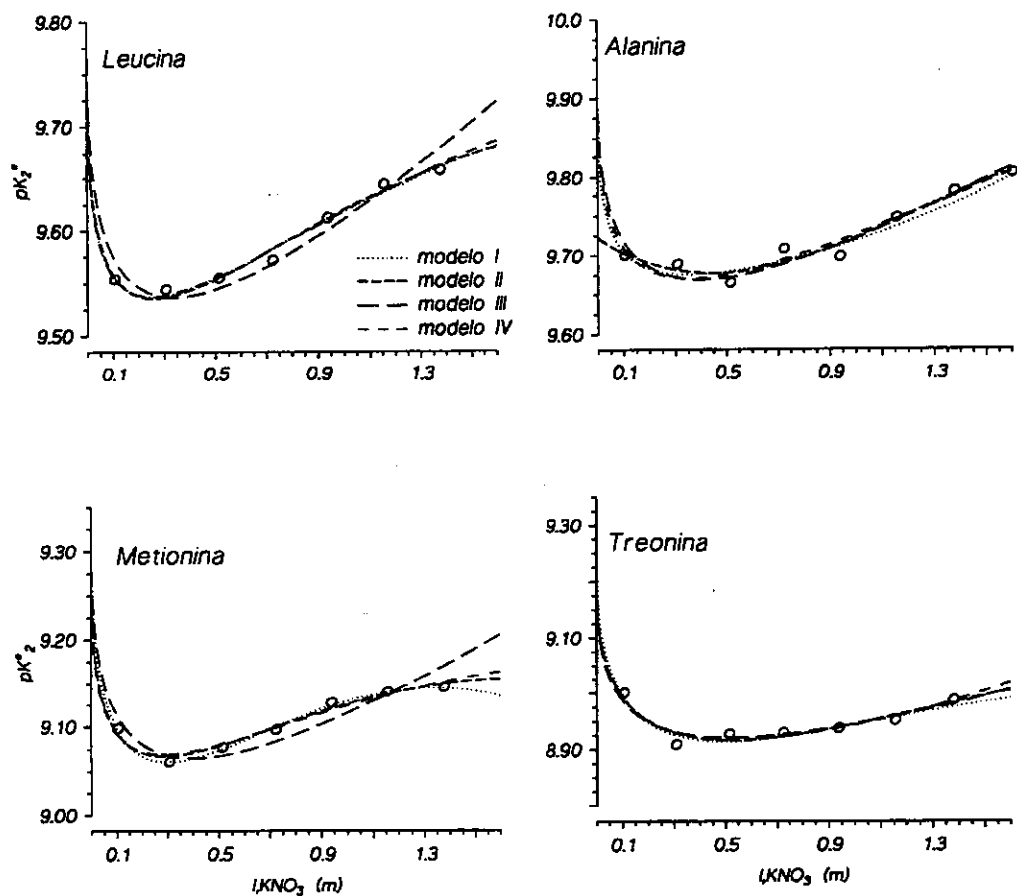 9.80
Leucina
9.70
pK₂*
9.60
9.50
modelo I
modelo II
modelo III
modelo IV
0.1 0.5 0.9 1.3
10.0
Alanina
9.90
9.80
9.70
9.60
0.1 0.5 0.9 1.3
9.30
Metionina
9.20
pK*₂
9.10
9.00
0.1 0.5 0.9 1.3
I,KNO₃ (m)
9.30
Treonina
9.10
8.90
0.1 0.5 0.9 1.3
I,KNO₃ (m)